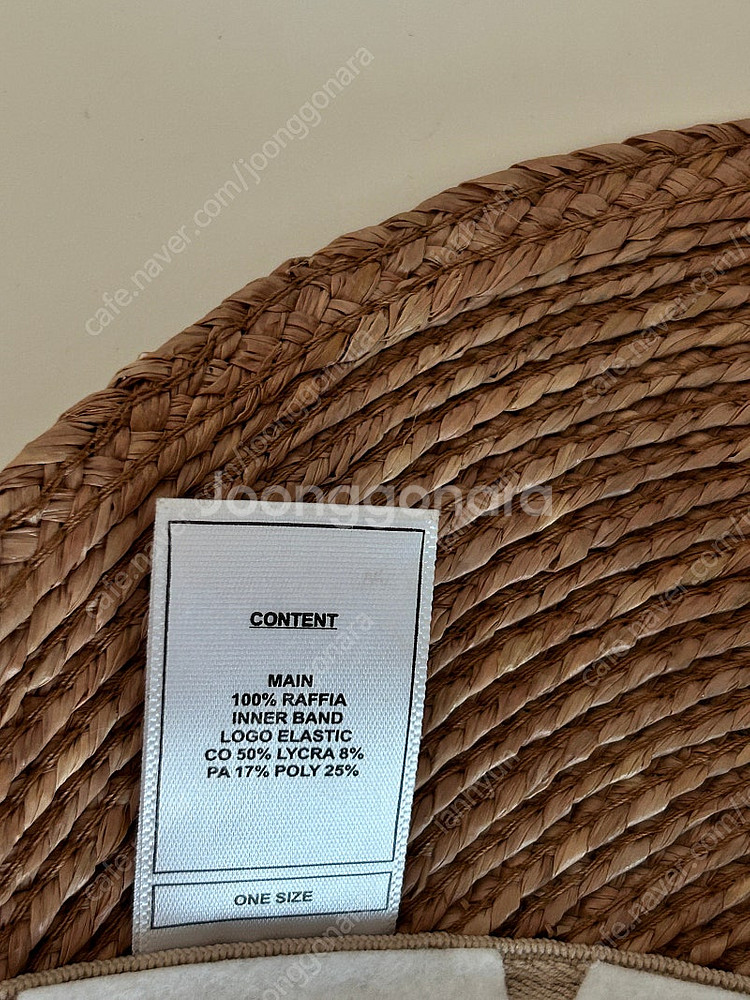 cafe.naver.com/joonggonara
lannyun
Joonggonara
CONTENT
MAIN
100% RAFFIA
INNER BAND
LOGO ELASTIC
CO 50% LYCRA 8%
PA 17% POLY 25%
ONE SIZE